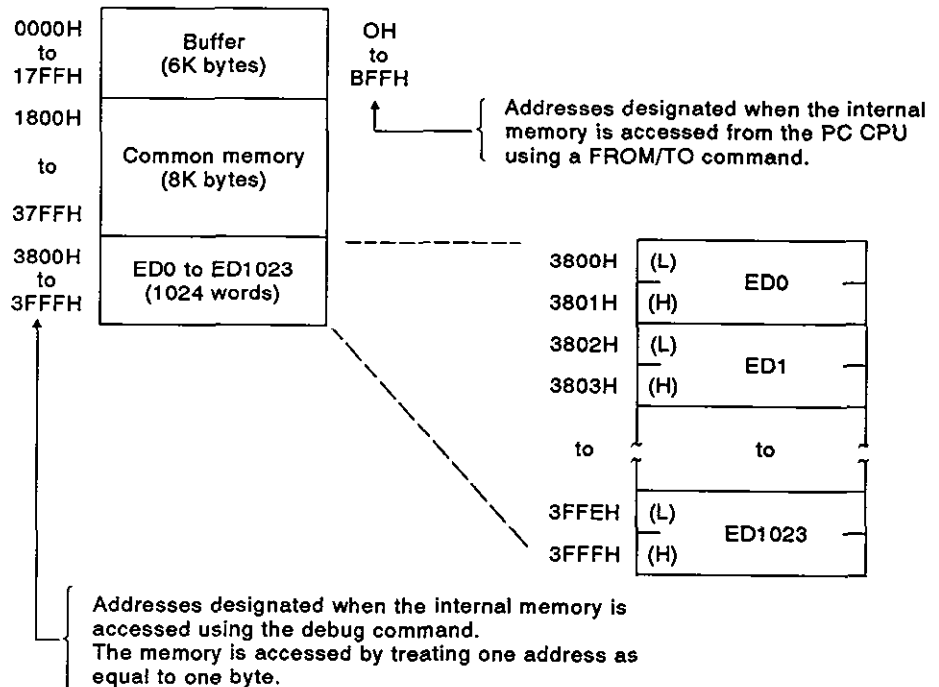 0000H
to
17FFH
Buffer
(6K bytes)
OH
to
BFFH
Addresses designated when the internal
memory is accessed from the PC CPU
using a FROM/TO command.
1800H
to
37FFH
Common memory
(8K bytes)
3800H
to
3FFFH
ED0 to ED1023
(1024 words)
3800H (L)
ED0
3801H (H)
3802H (L)
ED1
3803H (H)
to to
3FFEH (L)
ED1023
3FFFH (H)
Addresses designated when the internal memory is
accessed using the debug command.
The memory is accessed by treating one address as
equal to one byte.